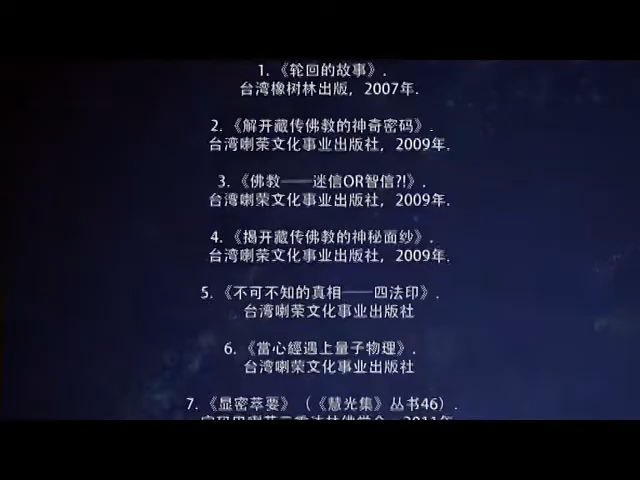 1. 《轮回的故事》.
台湾橡树林出版，2007年.
2. 《解开藏传佛教的神奇密码》.
台湾喇荣文化事业出版社，2009年.
3. 《佛教——迷信OR智信?!》.
台湾喇荣文化事业出版社，2009年.
4. 《揭开藏传佛教的神秘面纱》.
台湾喇荣文化事业出版社，2009年.
5. 《不可不知的真相——四法印》.
台湾喇荣文化事业出版社
6. 《當心經遇上量子物理》.
台湾喇荣文化事业出版社
7. 《显密萃要》（《慧光集》丛书46）.